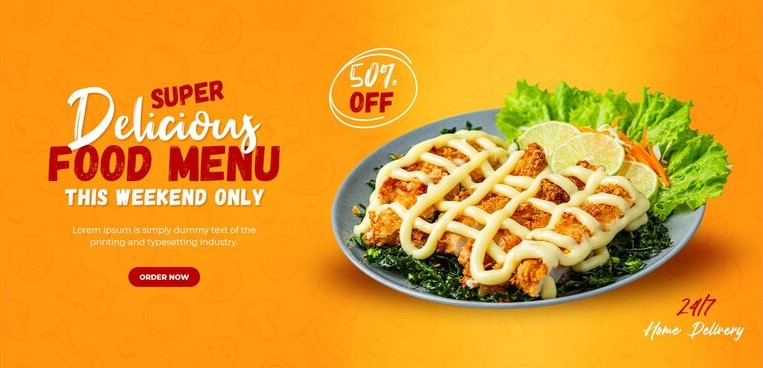 SUPER
Delicious
FOOD MENU
THIS WEEKEND ONLY
Lorem Ipsum is simply dummy text of the
printing and typesetting industry.
ORDER NOW
50%
OFF
24/7
Home Delivery